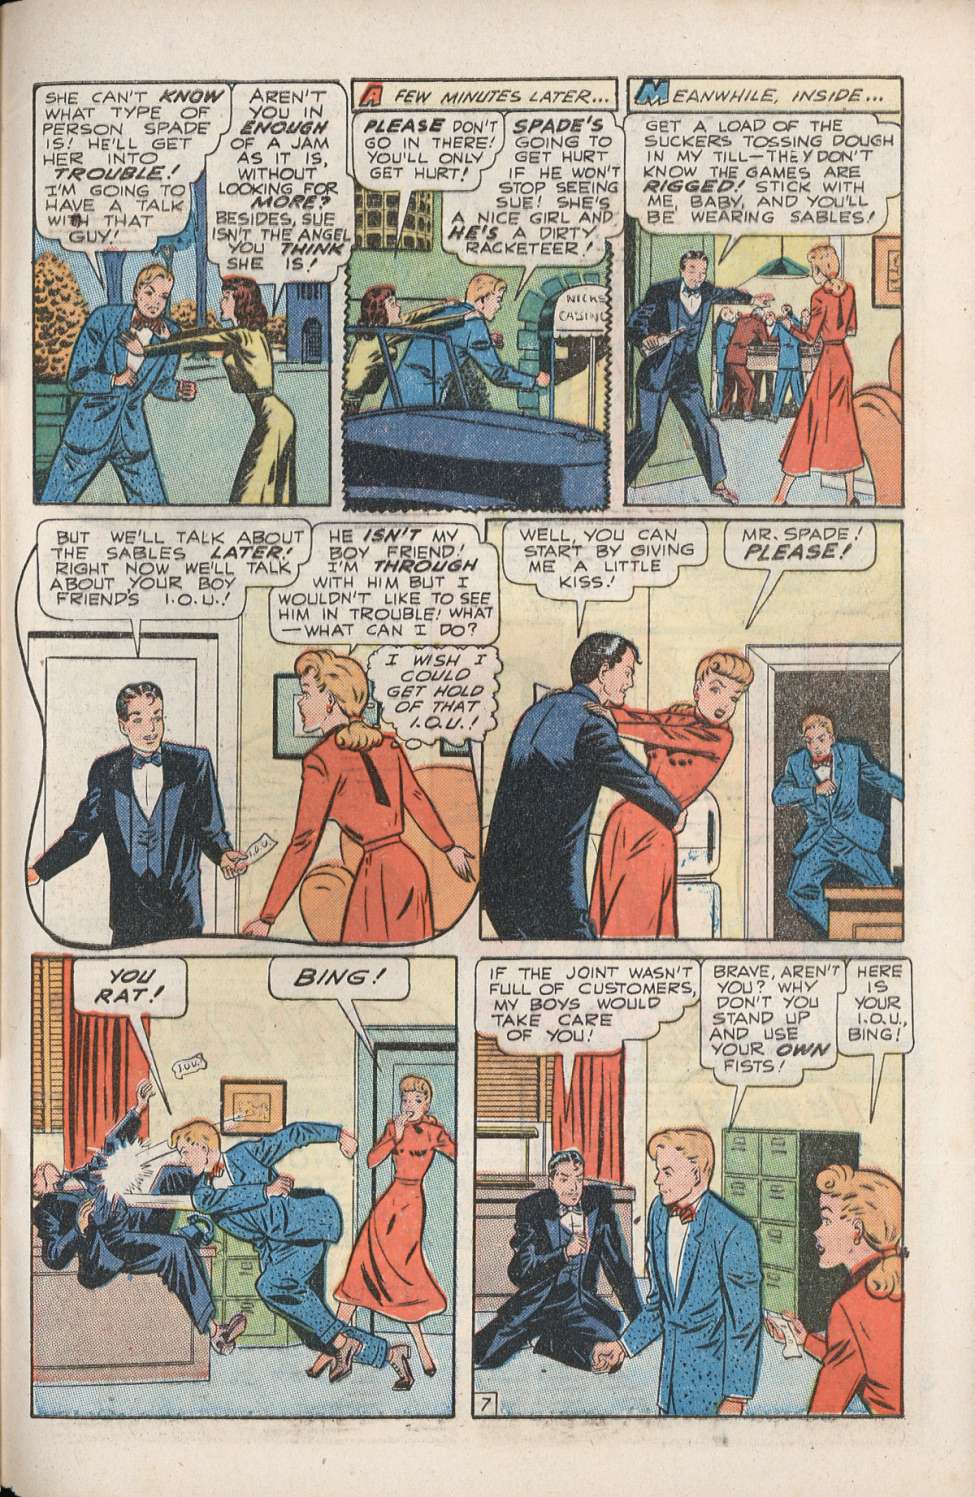 SHE CAN'T KNOW
WHAT TYPE OF
PERSON SPADE
IS! HE'LL GET
HER INTO
TROUBLE!
I'M GOING TO
HAVE A TALK
WITH THAT
GUY!
AREN'T
YOU IN
ENOUGH
OF A JAM
AS IT IS,
WITHOUT
LOOKING FOR
MORE?
BESIDES, SUE
ISN'T THE ANGEL
YOU THINK
SHE IS!
A FEW MINUTES LATER...
PLEASE DON'T
GO IN THERE!
YOU'LL ONLY
GET HURT!
SPADE'S
GOING TO
GET HURT
IF HE WON'T
STOP SEEING
SUE! SHE'S
A NICE GIRL AND
HE'S A DIRTY
RACKETEER!
NICKS
CASINO
MEANWHILE, INSIDE...
GET A LOAD OF THE
SUCKERS TOSSING DOUGH
IN MY TILL—THEY DON'T
KNOW THE GAMES ARE
RIGGED! STICK WITH
ME, BABY, AND YOU'LL
BE WEARING SABLES!
BUT WE'LL TALK ABOUT
THE SABLES LATER!
RIGHT NOW WE'LL TALK
ABOUT YOUR BOY
FRIEND'S I.O.U.!
HE ISN'T MY
BOY FRIEND!
I'M THROUGH
WITH HIM BUT I
WOULDN'T LIKE TO SEE
HIM IN TROUBLE! WHAT
—WHAT CAN I DO?
I WISH I
COULD
GET HOLD
OF THAT
I.O.U.!
I.O.U.
WELL, YOU CAN
START BY GIVING
ME A LITTLE
KISS!
MR. SPADE!
PLEASE!
YOU
RAT!
BING!
I.O.U.
IF THE JOINT WASN'T
FULL OF CUSTOMERS,
MY BOYS WOULD
TAKE CARE
OF YOU!
BRAVE, AREN'T
YOU? WHY
DON'T YOU
STAND UP
AND USE
YOUR OWN
FISTS!
HERE
IS
YOUR
I.O.U.,
BING!
7